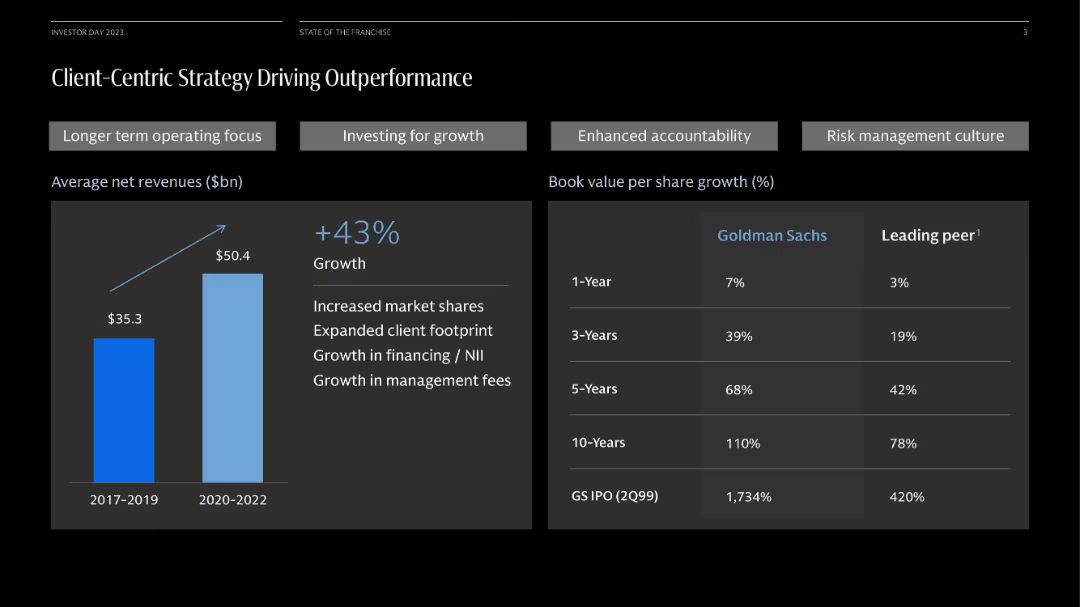 INVESTOR DAY 2023
STATE OF THE FRANCHISE
3
Client-Centric Strategy Driving Outperformance
Longer term operating focus
Investing for growth
Enhanced accountability
Risk management culture
Average net revenues ($bn)
$35.3
$50.4
2017-2019
2020-2022
+43%
Growth
Increased market shares
Expanded client footprint
Growth in financing / NII
Growth in management fees
Book value per share growth (%)
Goldman Sachs Leading peer¹
1-Year 7% 3%
3-Years 39% 19%
5-Years 68% 42%
10-Years 110% 78%
GS IPO (2Q99) 1,734% 420%